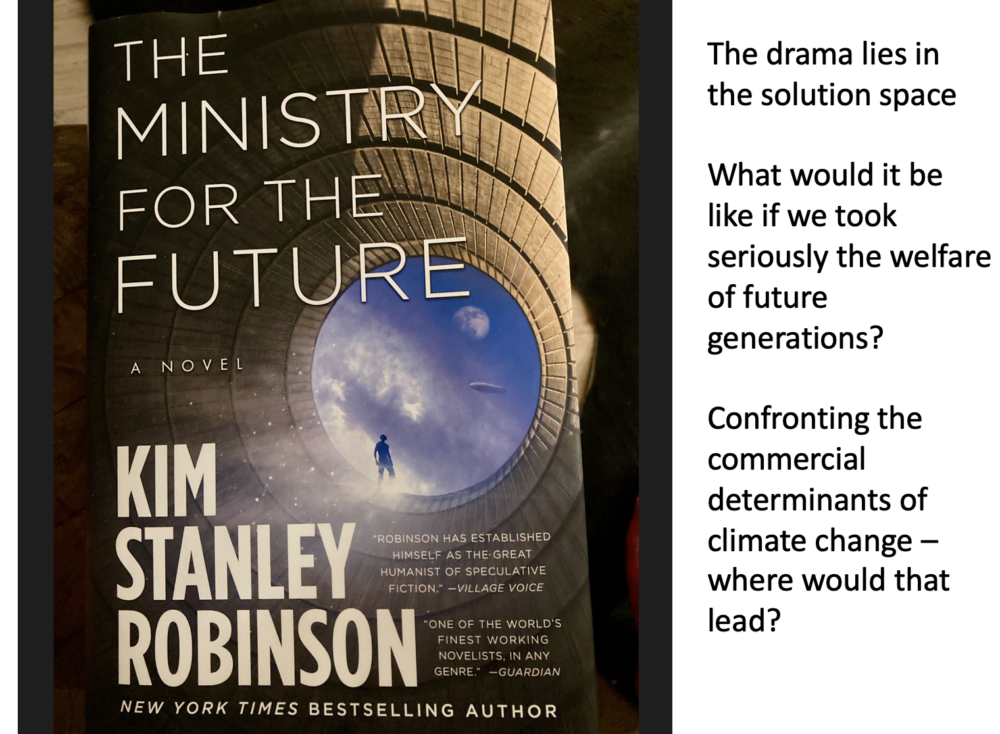 THE
MINISTRY
FOR THE
FUTURE
A NOVEL
KIM
STANLEY
ROBINSON
"ROBINSON HAS ESTABLISHED
HIMSELF AS THE GREAT
HUMANIST OF SPECULATIVE
FICTION." —VILLAGE VOICE
"ONE OF THE WORLD'S
FINEST WORKING
NOVELISTS, IN ANY
GENRE." —GUARDIAN
NEW YORK TIMES BESTSELLING AUTHOR
The drama lies in
the solution space
What would it be
like if we took
seriously the welfare
of future
generations?
Confronting the
commercial
determinants of
climate change –
where would that
lead?